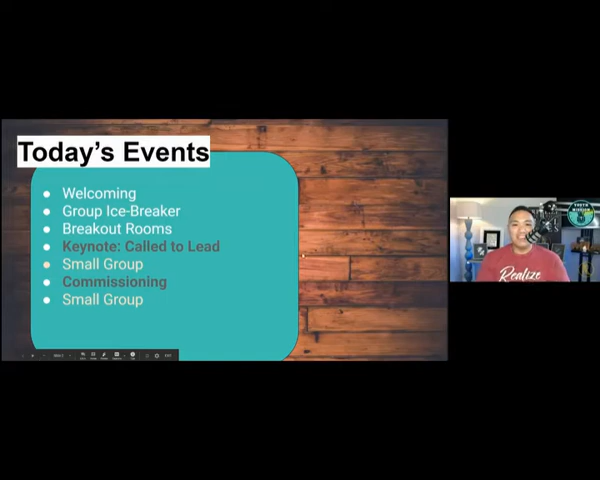 Today's Events
Welcoming
Group Ice-Breaker
Breakout Rooms
Keynote: Called to Lead
Small Group
Commissioning
Small Group
Realize